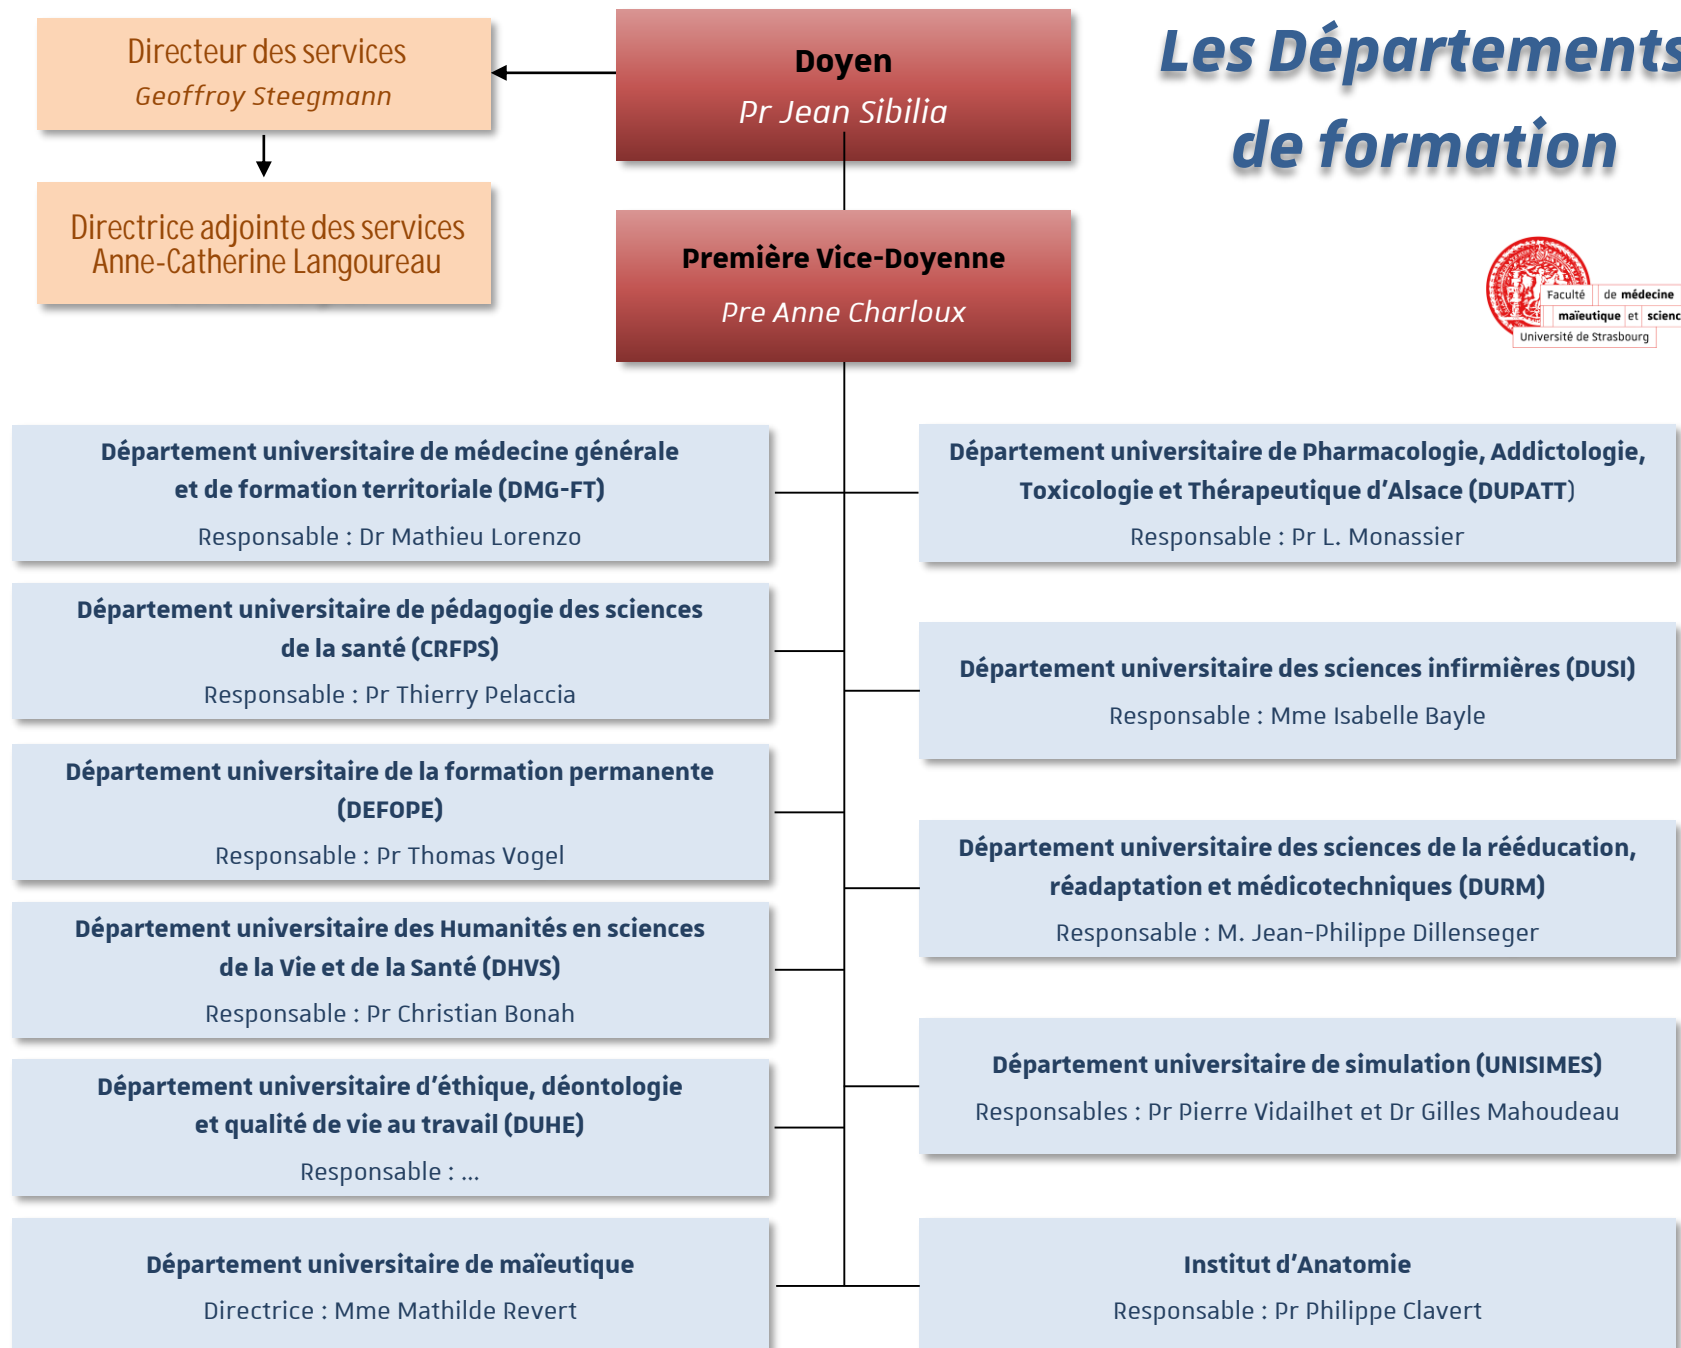 Directeur des services
Geoffroy Steegmann
Doyen
Pr Jean Sibilia
Les Départements
de formation
Directrice adjointe des services
Anne-Catherine Langoureau
Première Vice-Doyenne
Pre Anne Charloux
Faculté de médecine
maïeutique et
Université de Strasbourg
Département universitaire de médecine générale
et de formation territoriale (DMG-FT)
Responsable : Dr Mathieu Lorenzo
Département universitaire de Pharmacologie, Addictologie,
Toxicologie et Thérapeutique d'Alsace (DUPATT)
Responsable : Pr L. Monassier
Département universitaire de pédagogie des sciences
de la santé (CRFPS)
Responsable : Pr Thierry Pelaccia
Département universitaire des sciences infirmières (DUSI)
Responsable : Mme Isabelle Bayle
Département universitaire de la formation permanente
(DEFOPE)
Responsable : Pr Thomas Vogel
Département universitaire des sciences de la rééducation,
réadaptation et médicotechniques (DURM)
Responsable : M. Jean-Philippe Dillenseger
Département universitaire des Humanités en sciences
de la Vie et de la Santé (DHVS)
Responsable : Pr Christian Bonah
Département universitaire de simulation (UNISIMES)
Responsables : Pr Pierre Vidailhet et Dr Gilles Mahoudeau
Département universitaire d'éthique, déontologie
et qualité de vie au travail (DUHE)
Responsable : ...
Département universitaire de maïeutique
Directrice : Mme Mathilde Revert
Institut d'Anatomie
Responsable : Pr Philippe Clavert